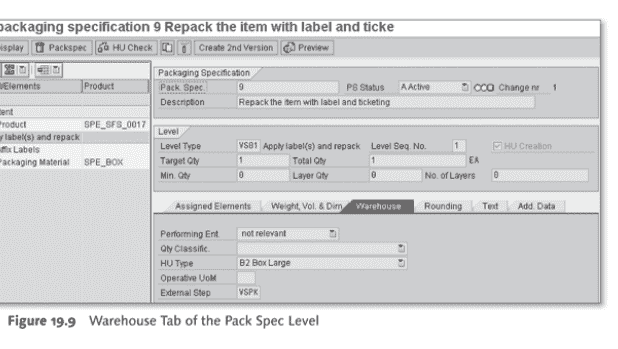 packaging specification 9 Repack the item with label and ticke
isplay Packspec HU Check Create 2nd Version Preview
Elements Product
tent
Product SPE_SFS_0017
y label(s) and repack
ffix Labels
Packaging Material SPE_BOX
Packaging Specification
Pack. Spec. 9 PS Status A Active Change nr 1
Description Repack the item with label and ticketing
Level
Level Type VS01 Apply label(s) and repack Level Seq. No. 1 HU Creation
Target Qty 1 Total Qty 1 EA
Min. Qty 0 Layer Qty 0 No. of Layers 0
Assigned Elements Weight, Vol. & Dim. Warehouse Rounding Text Add. Data
Performing Ent. not relevant
Qty Classific.
HU Type B2 Box Large
Operative UoM
External Step VSPK
Figure 19.9 Warehouse Tab of the Pack Spec Level